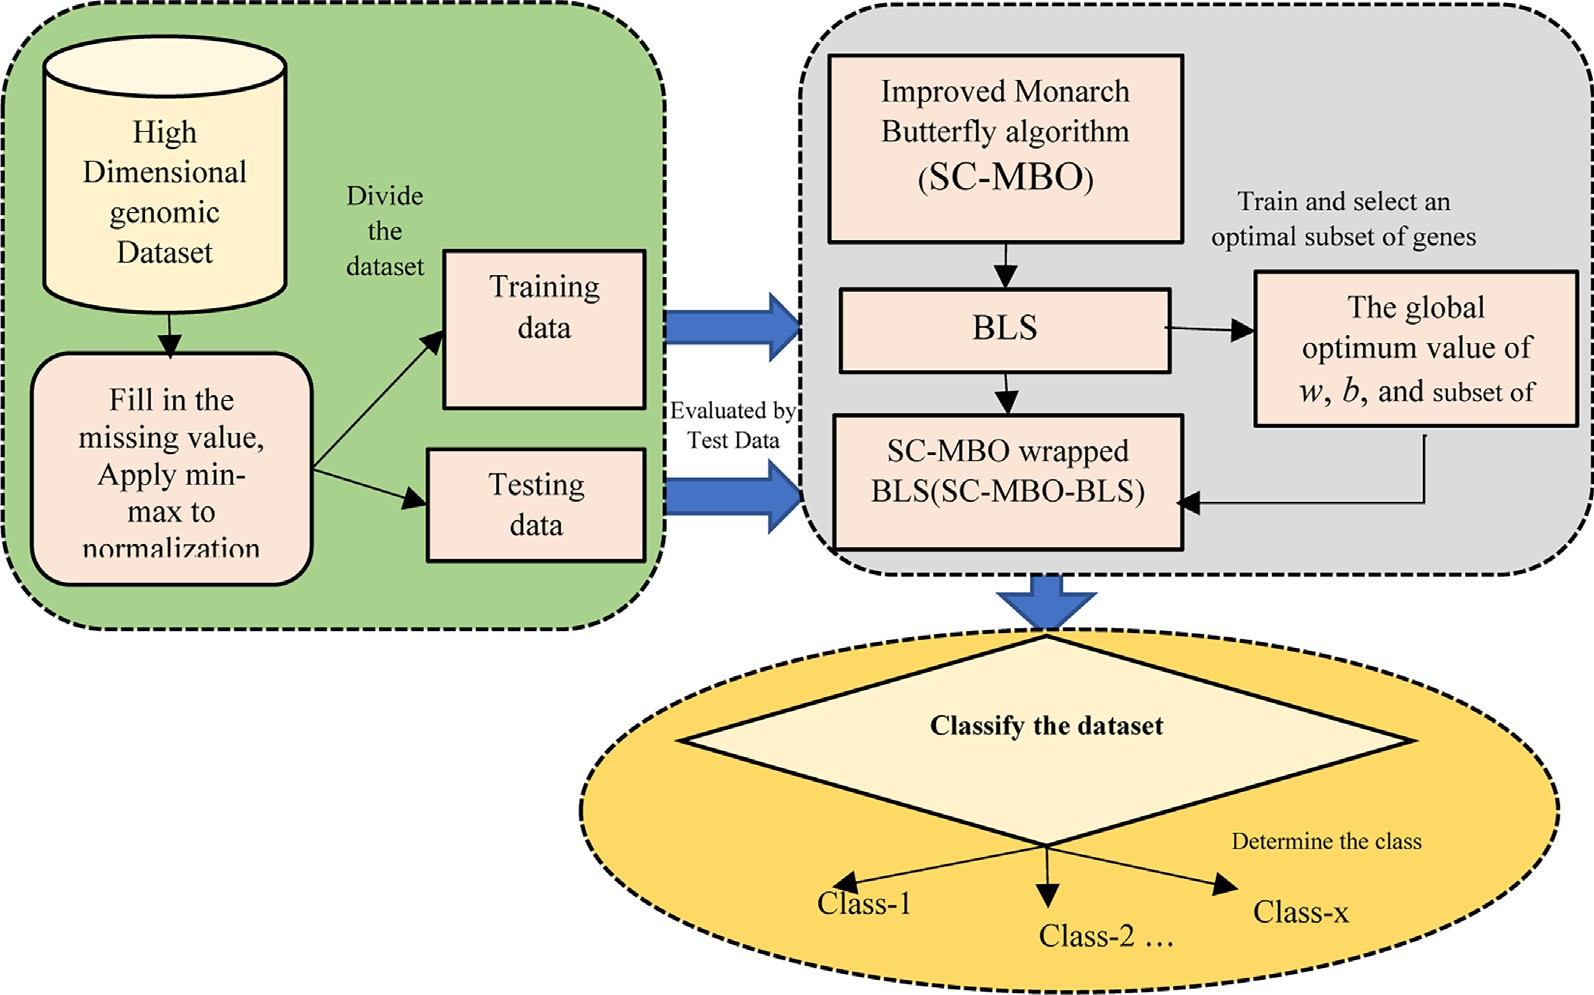 High
Dimensional
genomic
Dataset
Fill in the
missing value,
Apply min-
max to
normalization
Divide
the
dataset
Training
data
Testing
data
Evaluated by
Test Data
Improved Monarch
Butterfly algorithm
(SC-MBO)
BLS
Train and select an
optimal subset of genes
The global
optimum value of
w, b, and subset of
SC-MBO wrapped
BLS(SC-MBO-BLS)
Classify the dataset
Determine the class
Class-1
Class-2 …
Class-x